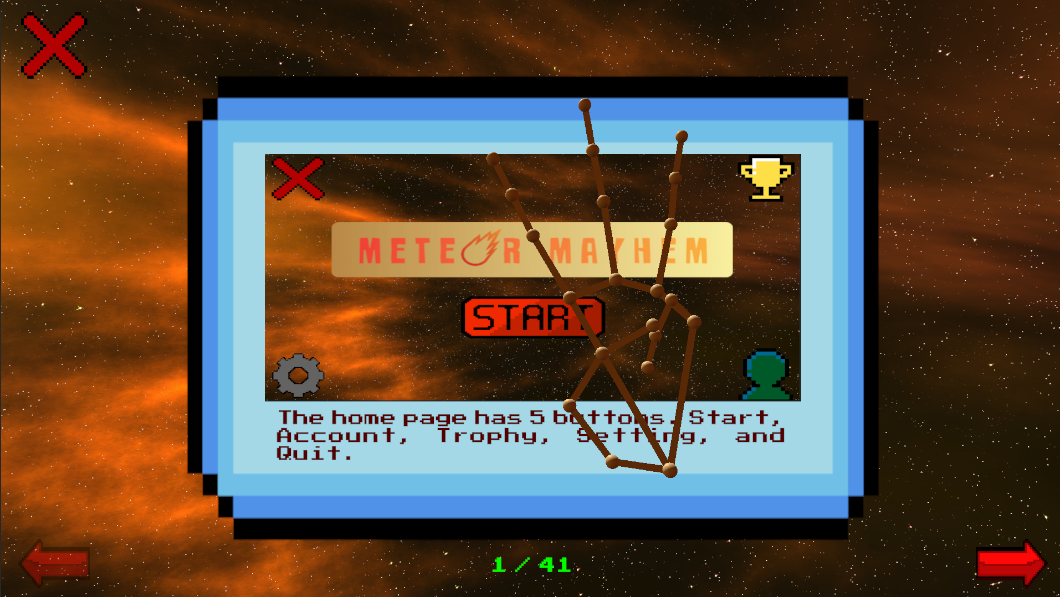 METEOR MAYHEM
START
The home page has 5 buttons. Start,
Account, Trophy, Setting, and
Quit.
1 / 41